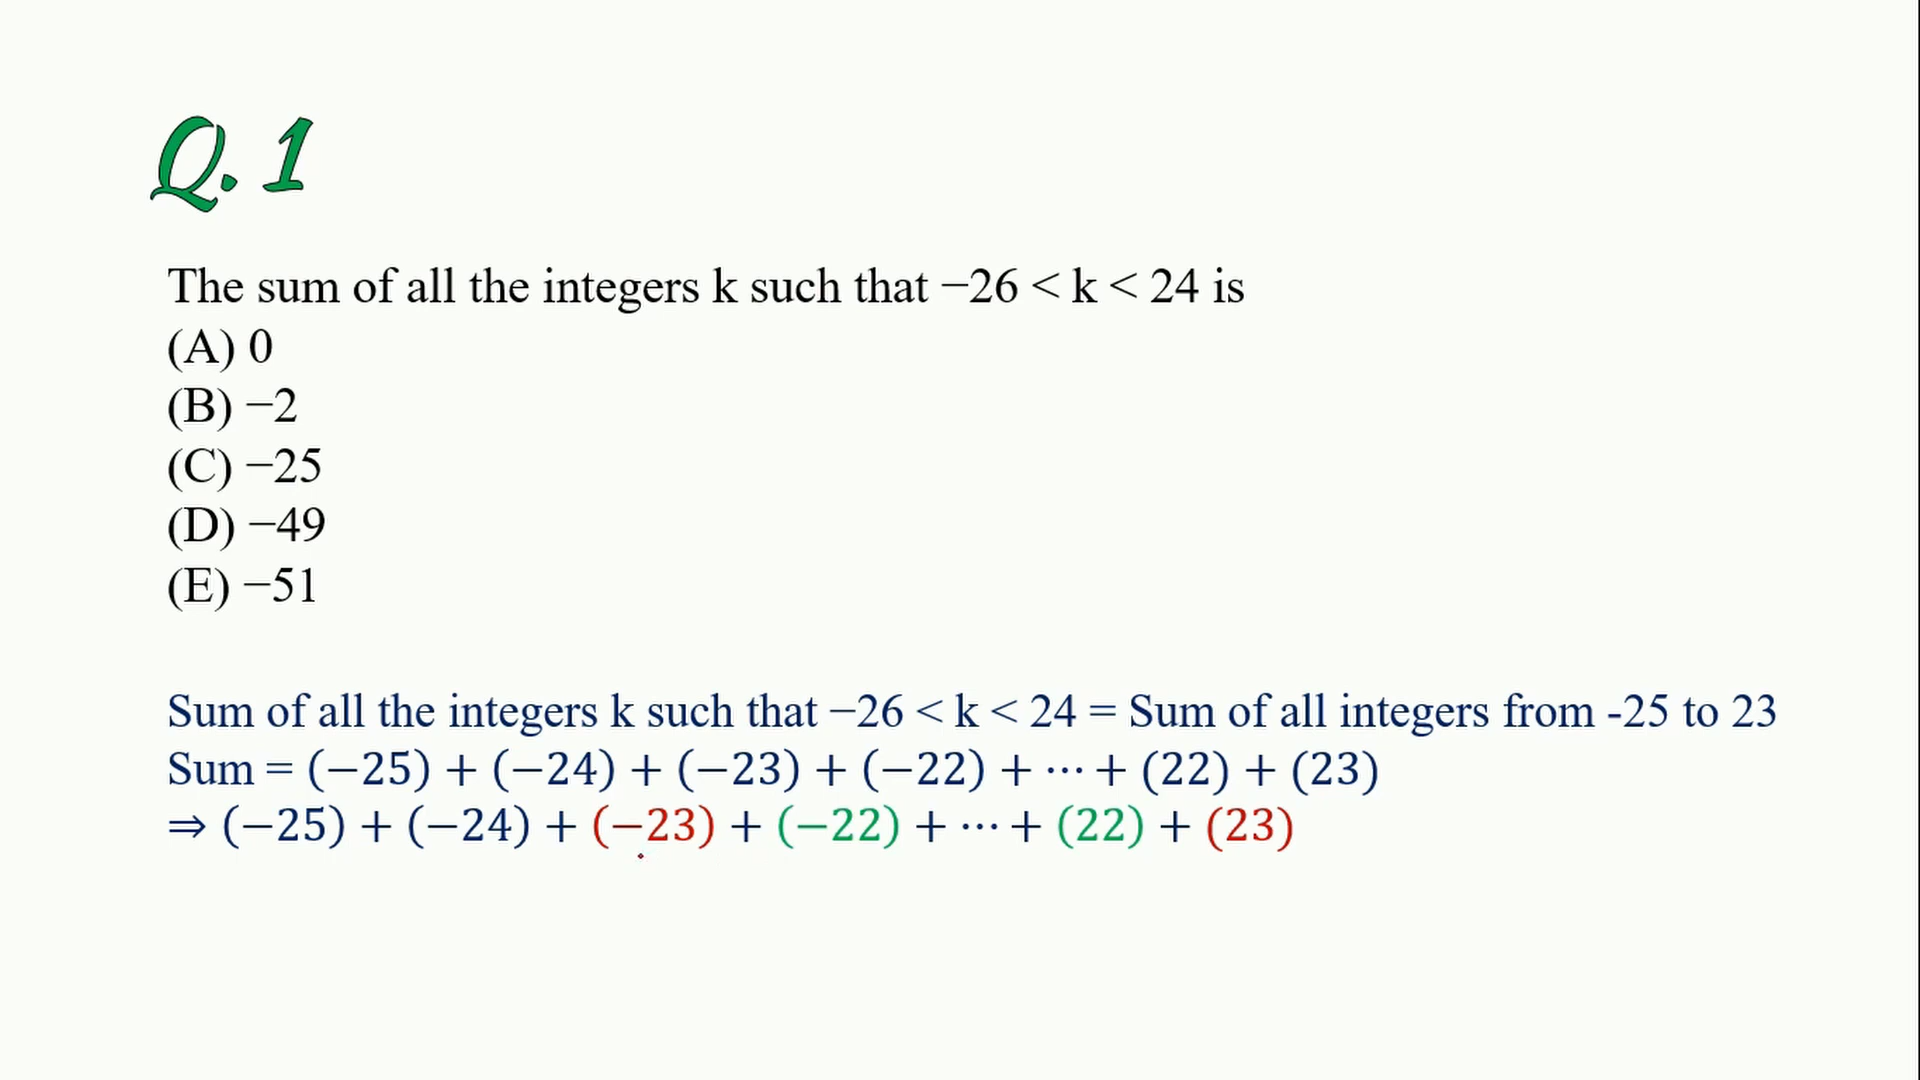 Q. 1
The sum of all the integers k such that −26 < k < 24 is
(A) 0
(B) −2
(C) −25
(D) −49
(E) −51
Sum of all the integers k such that −26 < k < 24 = Sum of all integers from -25 to 23
Sum = (−25) + (−24) + (−23) + (−22) + ⋯ + (22) + (23)
⇒ (−25) + (−24) + (−23) + (−22) + ⋯ + (22) + (23)